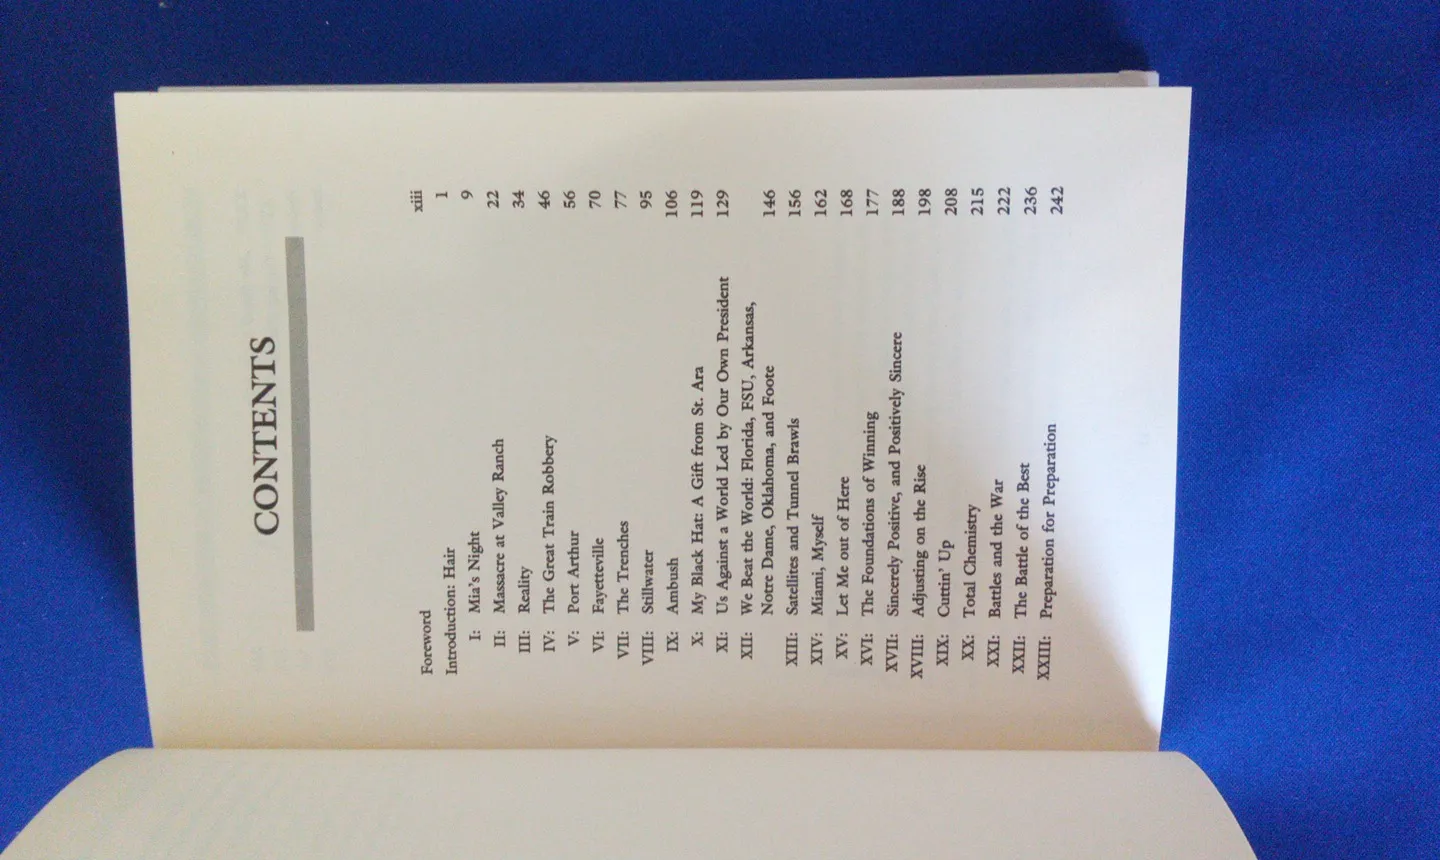 CONTENTS
Foreword xiii
Introduction: Hair 1
I: Mia's Night 9
II: Massacre at Valley Ranch 22
III: Reality 34
IV: The Great Train Robbery 46
V: Port Arthur 56
VI: Fayetteville 70
VII: The Trenches 77
VIII: Stillwater 95
IX: Ambush 106
X: My Black Hat: A Gift from St. Ara 119
XI: Us Against a World Led by Our Own President 129
XII: We Beat the World: Florida, FSU, Arkansas,
Notre Dame, Oklahoma, and Foote 146
XIII: Satellites and Tunnel Brawls 156
XIV: Miami, Myself 162
XV: Let Me out of Here 168
XVI: The Foundations of Winning 177
XVII: Sincerely Positive, and Positively Sincere 188
XVIII: Adjusting on the Rise 198
XIX: Cuttin' Up 208
XX: Total Chemistry 215
XXI: Battles and the War 222
XXII: The Battle of the Best 236
XXIII: Preparation for Preparation 242